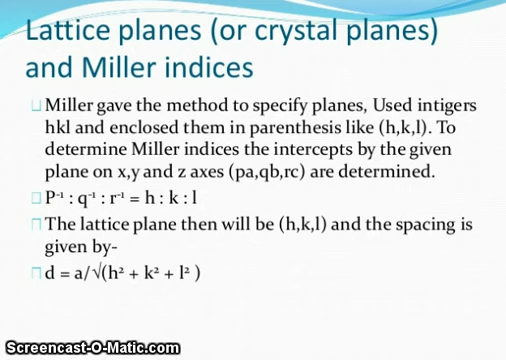 Lattice planes (or crystal planes)
and Miller indices
Miller gave the method to specify planes, Used intigers
hkl and enclosed them in parenthesis like (h,k,l). To
determine Miller indices the intercepts by the given
plane on x,y and z axes (pa,qb,rc) are determined.
P⁻¹ : q⁻¹ : r⁻¹ = h : k : l
The lattice plane then will be (h,k,l) and the spacing is
given by-
d = a/√(h² + k² + l² )
Screencast-O-Matic.com